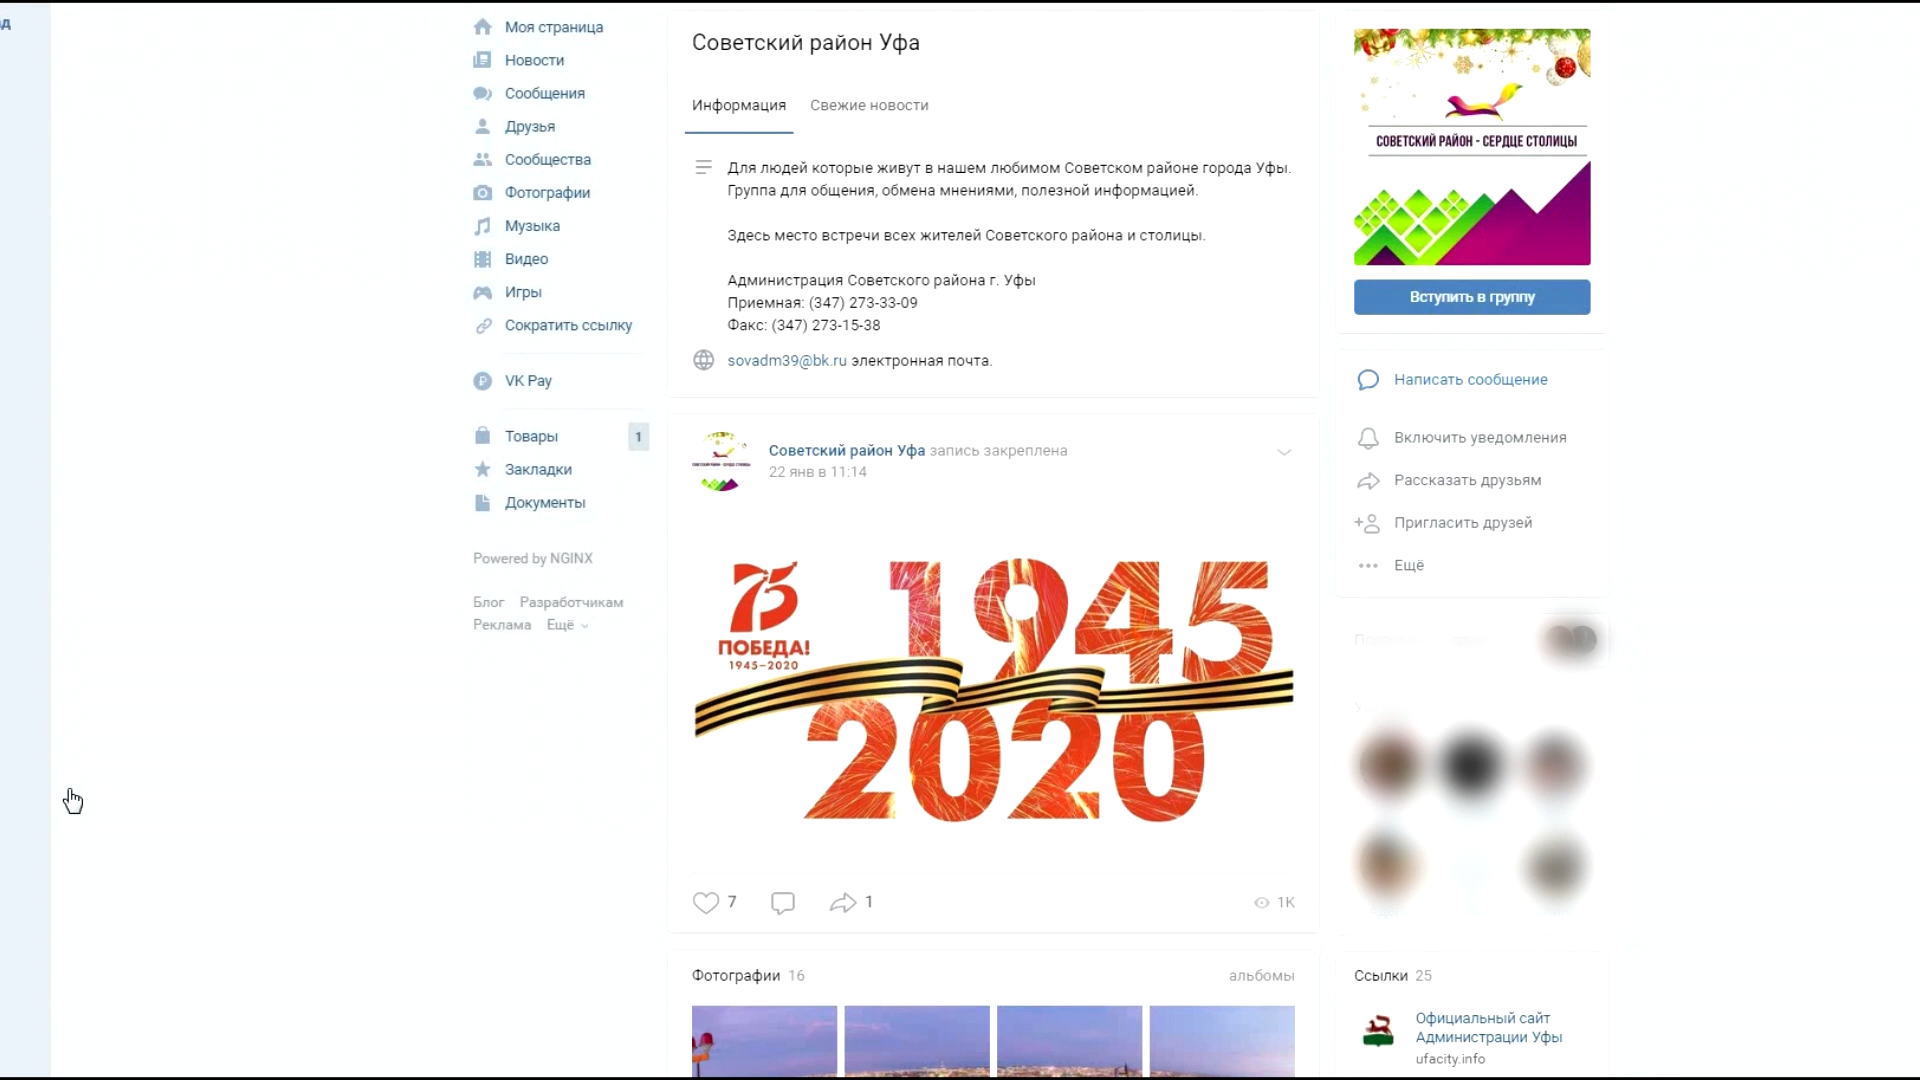 Моя страница
Новости
Сообщения
Друзья
Сообщества
Фотографии
Музыка
Видео
Игры
Сократить ссылку
VK Pay
Товары 1
Закладки
Документы
Powered by NGINX
Блог Разработчикам
Реклама Ещё
Советский район Уфа
Информация Свежие новости
Для людей которые живут в нашем любимом Советском районе города Уфы.
Группа для общения, обмена мнениями, полезной информацией.
Здесь место встречи всех жителей Советского района и столицы.
Администрация Советского района г. Уфы
Приемная: (347) 273-33-09
Факс: (347) 273-15-38
sovadm39@bk.ru электронная почта.
Советский район Уфа запись закреплена
22 янв в 11:14
75
ПОБЕДА!
1945–2020
1945
2020
7 1 1K
Фотографии 16 альбомы
СОВЕТСКИЙ РАЙОН - СЕРДЦЕ СТОЛИЦЫ
Вступить в группу
Написать сообщение
Включить уведомления
Рассказать друзьям
Пригласить друзей
Ещё
Ссылки 25
Официальный сайт
Администрации Уфы
ufacity.info